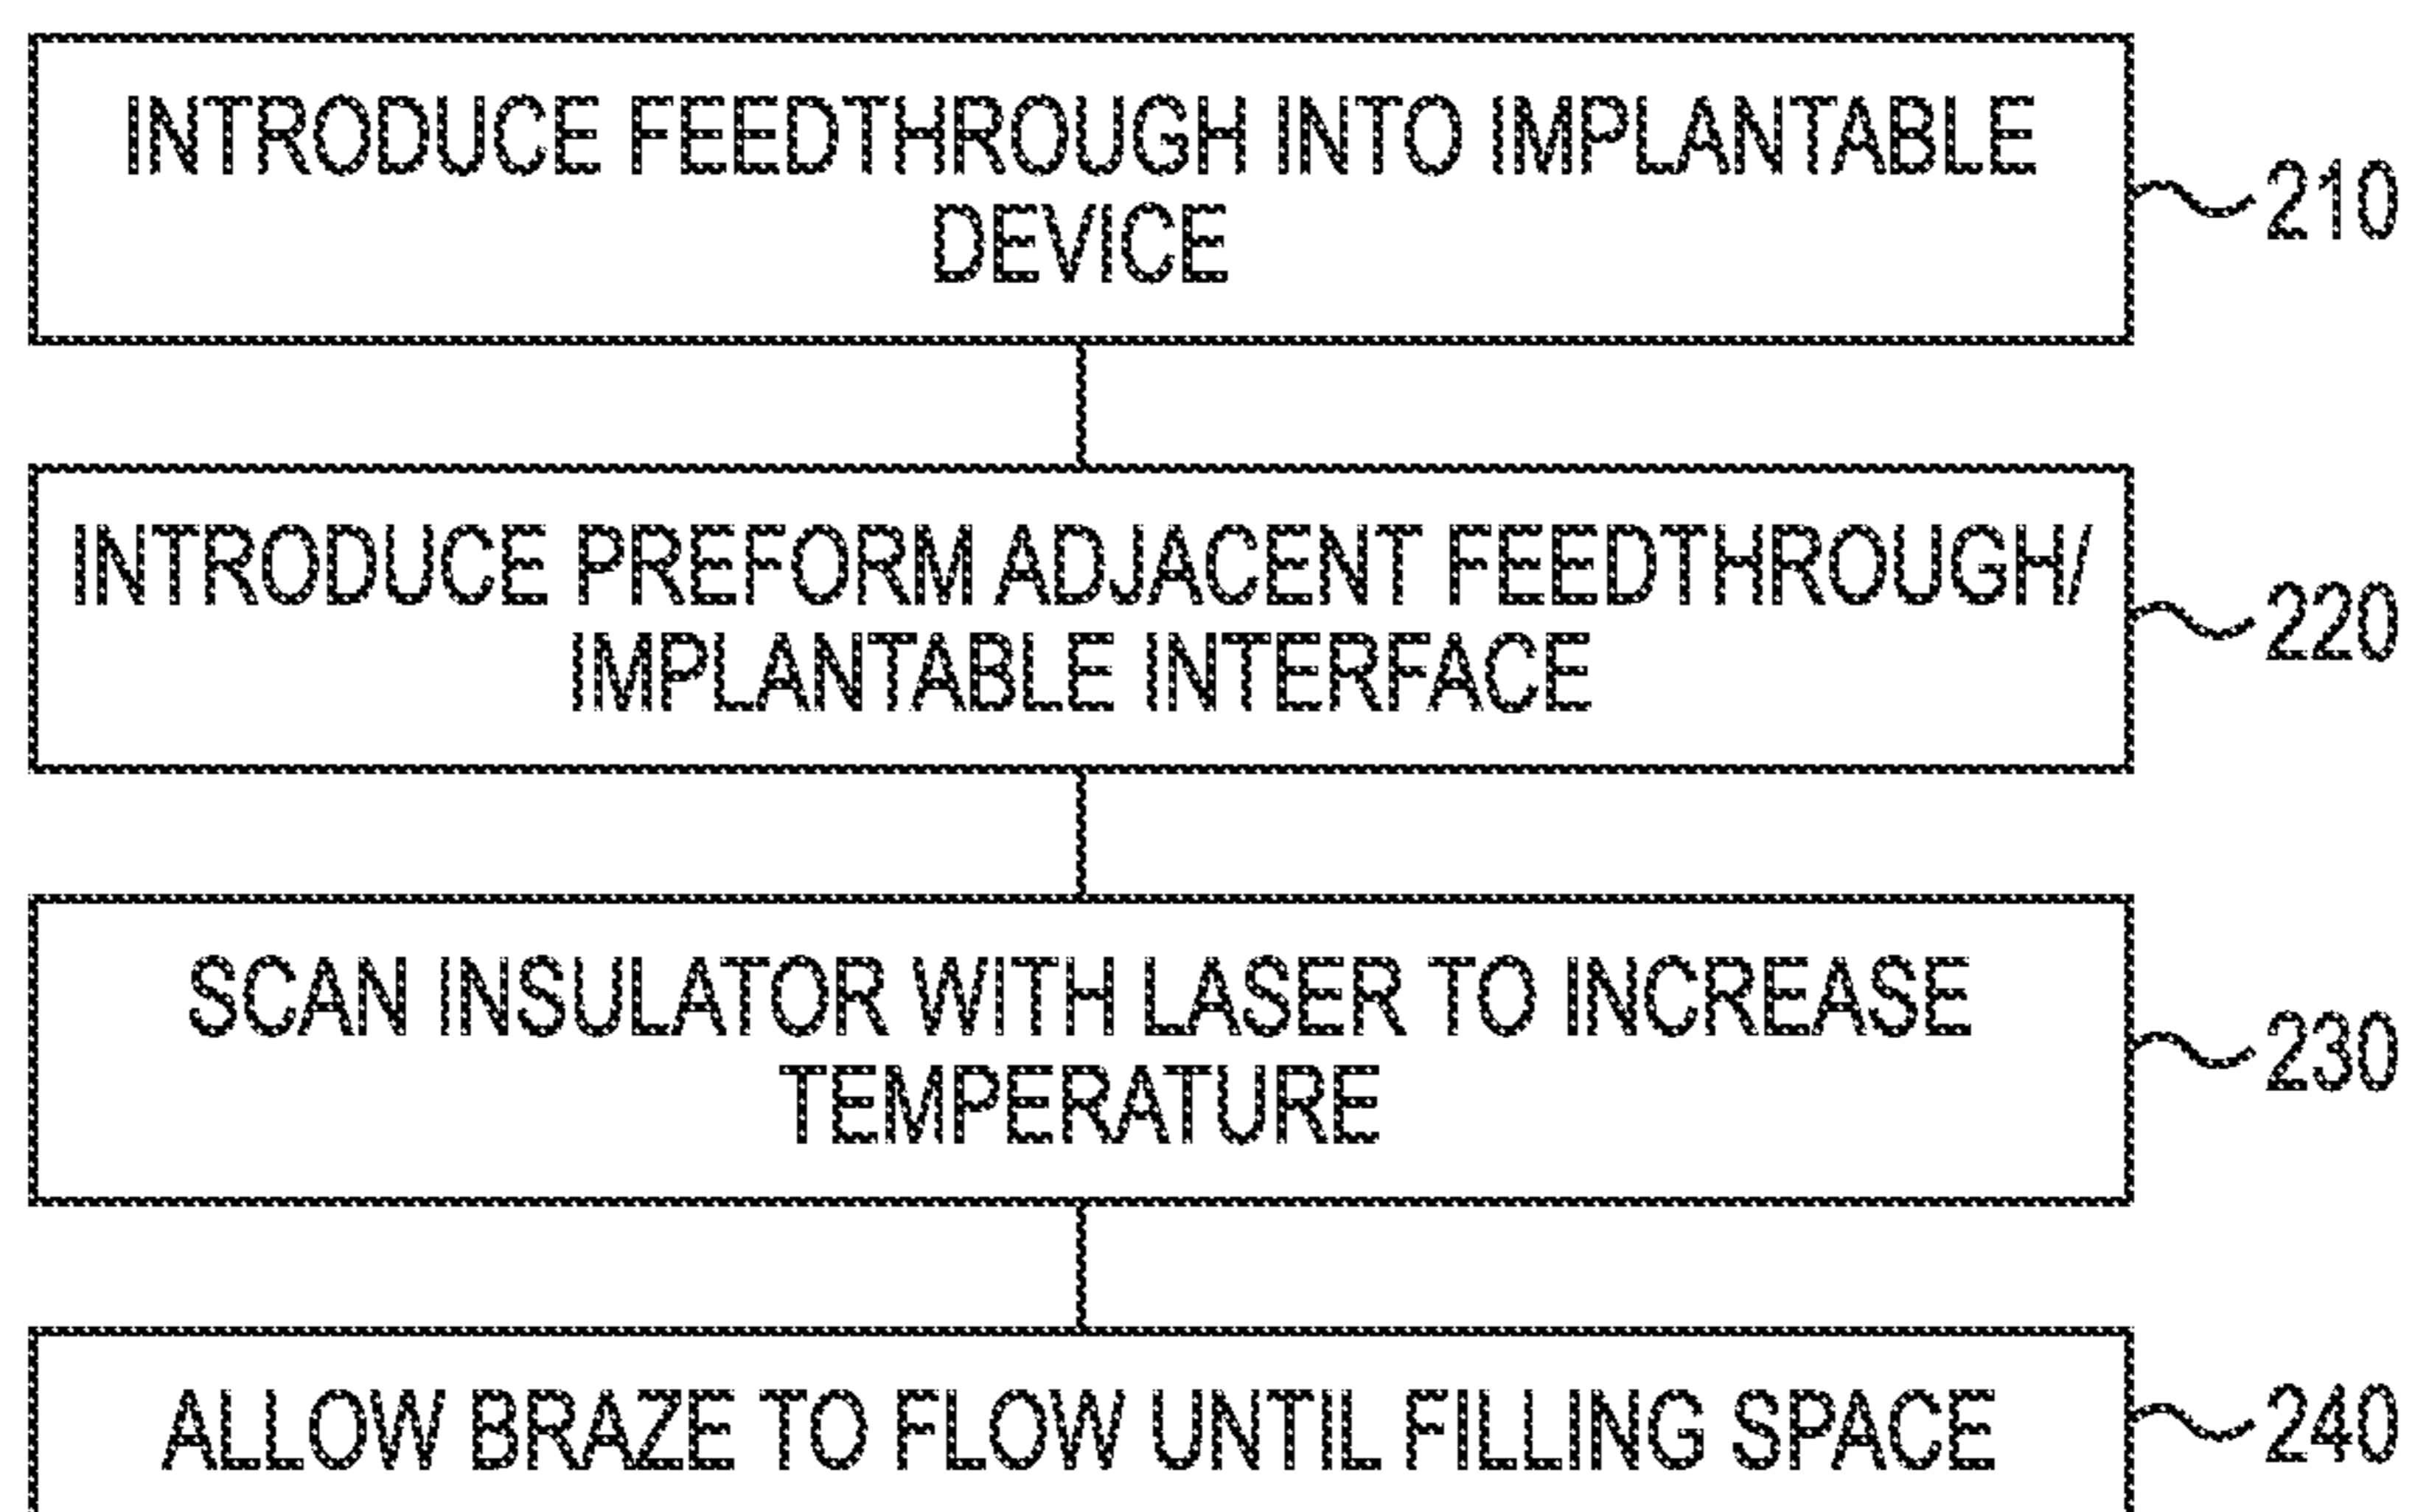 INTRODUCE FEEDTHROUGH INTO IMPLANTABLE
DEVICE
210
INTRODUCE PREFORM ADJACENT FEEDTHROUGH/
IMPLANTABLE INTERFACE
220
SCAN INSULATOR WITH LASER TO INCREASE
TEMPERATURE
230
ALLOW BRAZE TO FLOW UNTIL FILLING SPACE
240